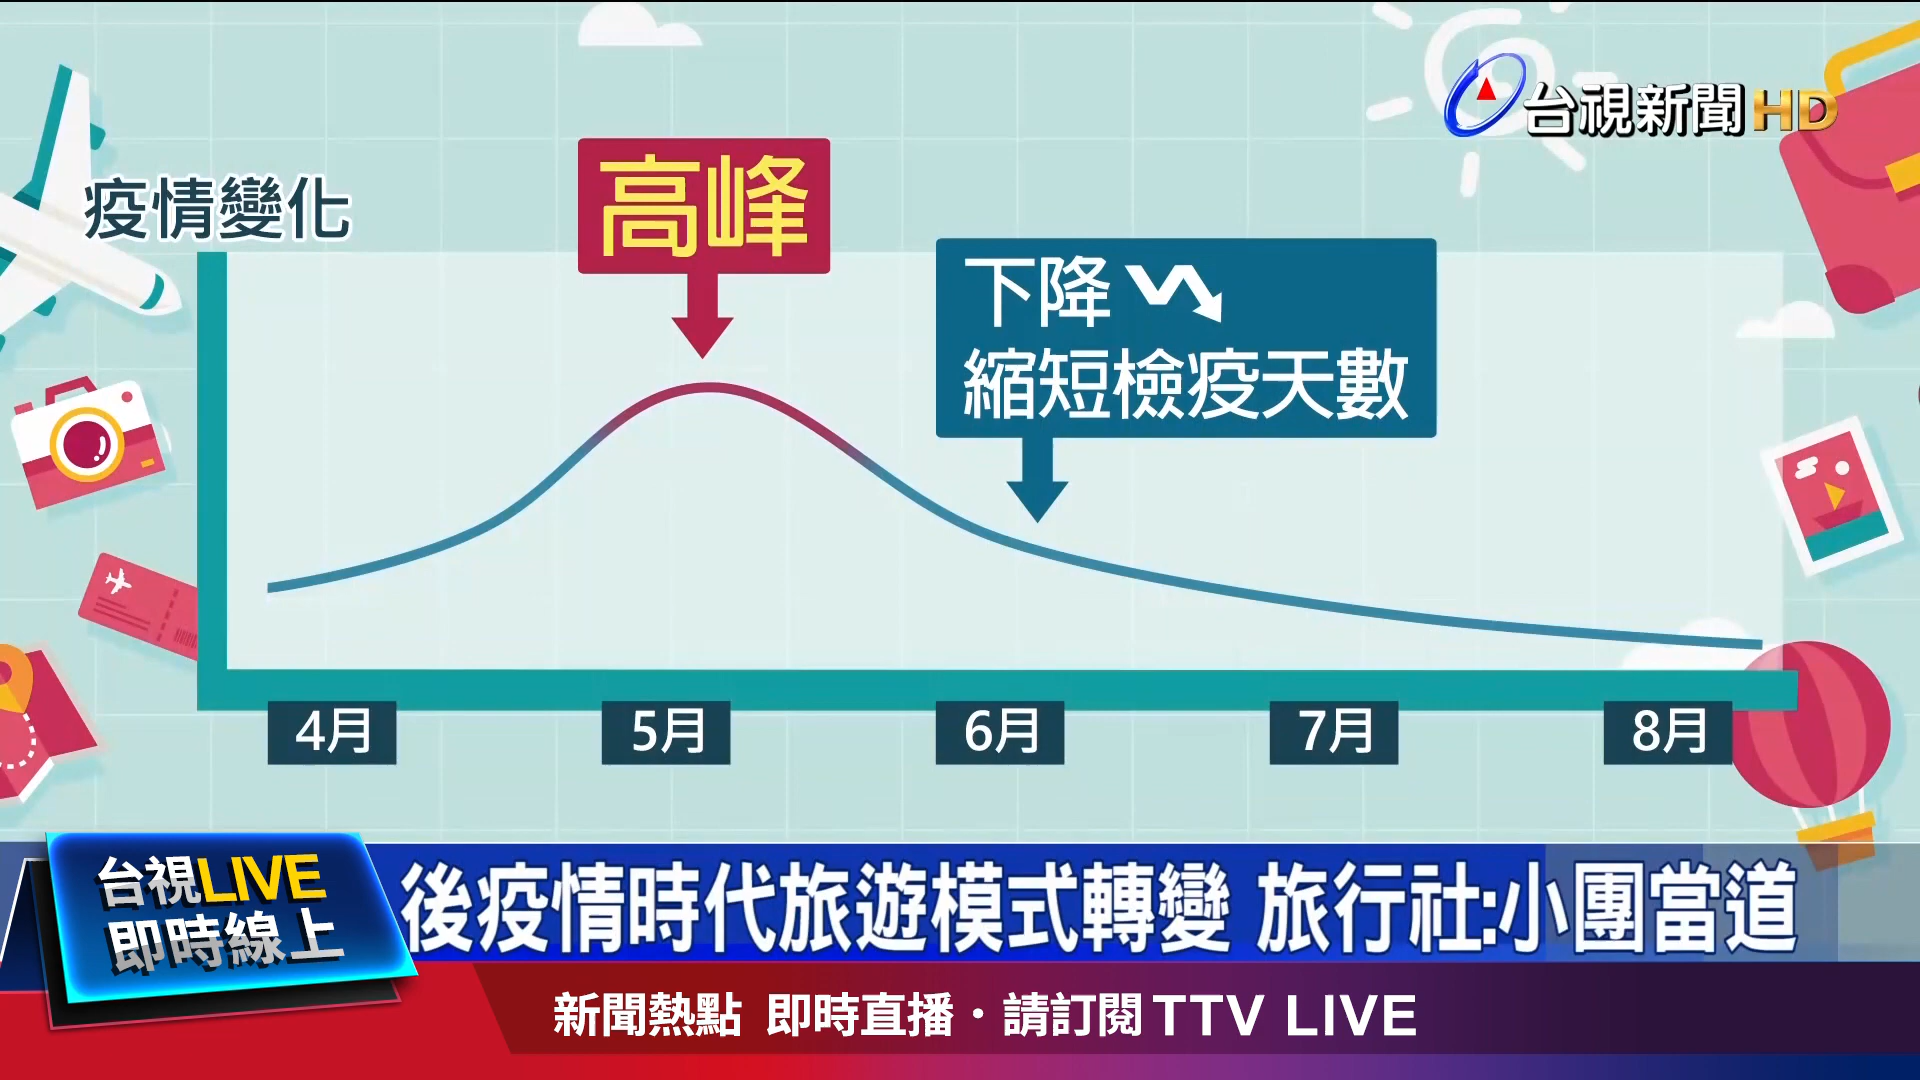 台視新聞HD
疫情變化
高峰
下降
縮短檢疫天數
4月
5月
6月
7月
8月
台視LIVE
即時線上
後疫情時代旅遊模式轉變 旅行社:小團當道
新聞熱點 即時直播・請訂閱TTV LIVE